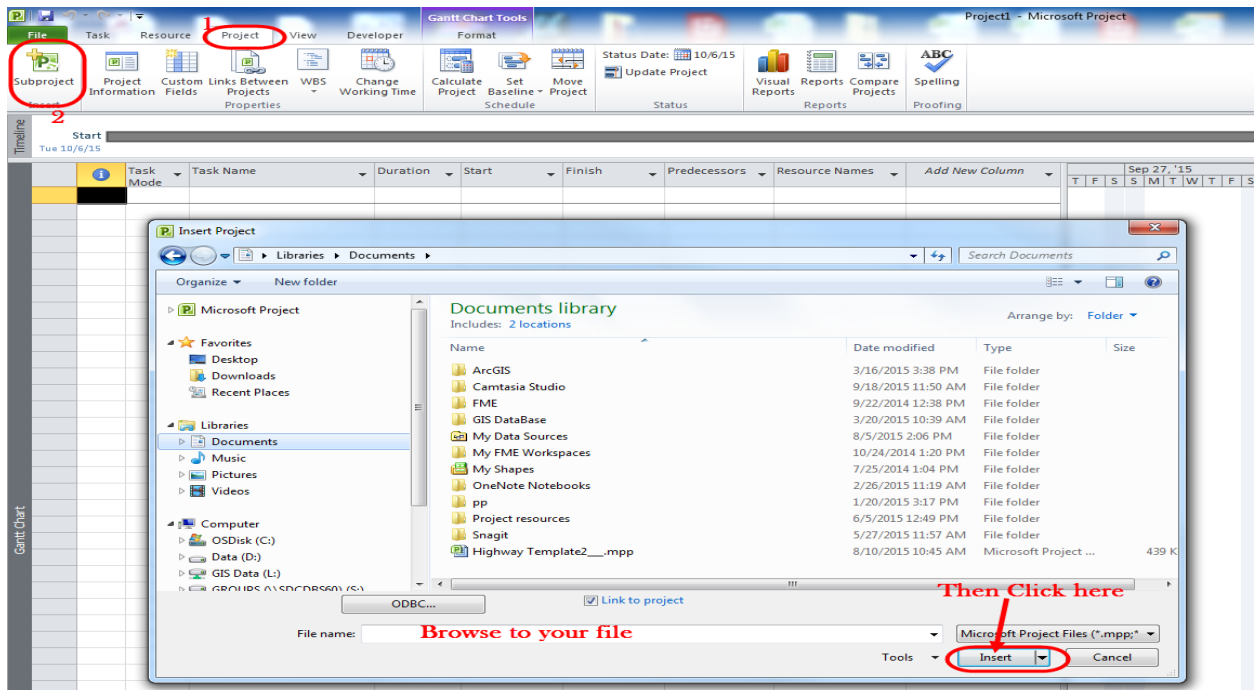 Gantt Chart Tools
Project1 - Microsoft Project
1
File Task Resource Project View Developer Format
Subproject
Insert
2
Project Information
Custom Fields
Links Between Projects
WBS
Change Working Time
Properties
Calculate Project
Set Baseline
Move Project
Schedule
Status Date: 10/6/15
Update Project
Status
Visual Reports
Reports
Compare Projects
Reports
ABC
Spelling
Proofing
Timeline
Start
Tue 10/6/15
Task Mode Task Name Duration Start Finish Predecessors Resource Names Add New Column
Sep 27, '15
T F S S M T W T F S
Gantt Chart
Insert Project
Libraries Documents
Search Documents
Organize New folder
Microsoft Project
Favorites
Desktop
Downloads
Recent Places
Libraries
Documents
Music
Pictures
Videos
Computer
OSDisk (C:)
Data (D:)
GIS Data (L:)
GROUPS (\\SDCDBS60) (S:)
Documents library
Includes: 2 locations
Arrange by: Folder
Name Date modified Type Size
ArcGIS 3/16/2015 3:38 PM File folder
Camtasia Studio 9/18/2015 11:50 AM File folder
FME 9/22/2014 12:38 PM File folder
GIS DataBase 3/20/2015 10:39 AM File folder
My Data Sources 8/5/2015 2:06 PM File folder
My FME Workspaces 10/24/2014 1:20 PM File folder
My Shapes 7/25/2014 1:04 PM File folder
OneNote Notebooks 2/26/2015 11:19 AM File folder
pp 1/20/2015 3:17 PM File folder
Project resources 6/5/2015 12:49 PM File folder
Snagit 5/27/2015 11:57 AM File folder
Highway Template2__.mpp 8/10/2015 10:45 AM Microsoft Project ... 439 K
Then Click here
ODBC...
Link to project
File name: Browse to your file
Microsoft Project Files (*.mpp;*
Tools Insert Cancel